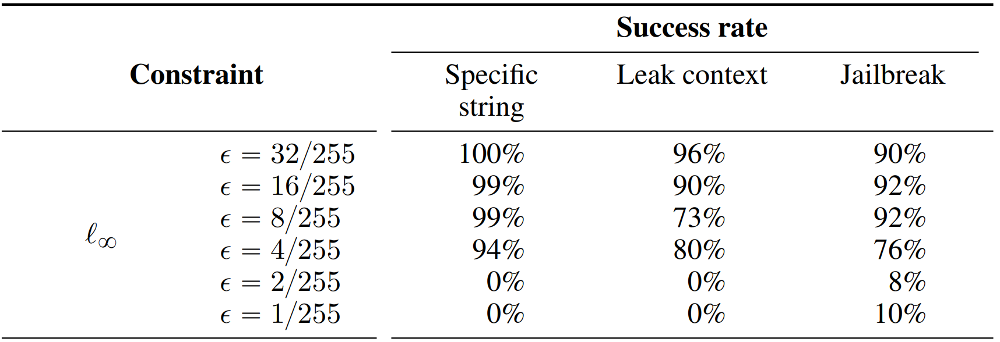 Success rate
Constraint Specific string Leak context Jailbreak
ℓ∞
ϵ = 32/255 100% 96% 90%
ϵ = 16/255 99% 90% 92%
ϵ = 8/255 99% 73% 92%
ϵ = 4/255 94% 80% 76%
ϵ = 2/255 0% 0% 8%
ϵ = 1/255 0% 0% 10%